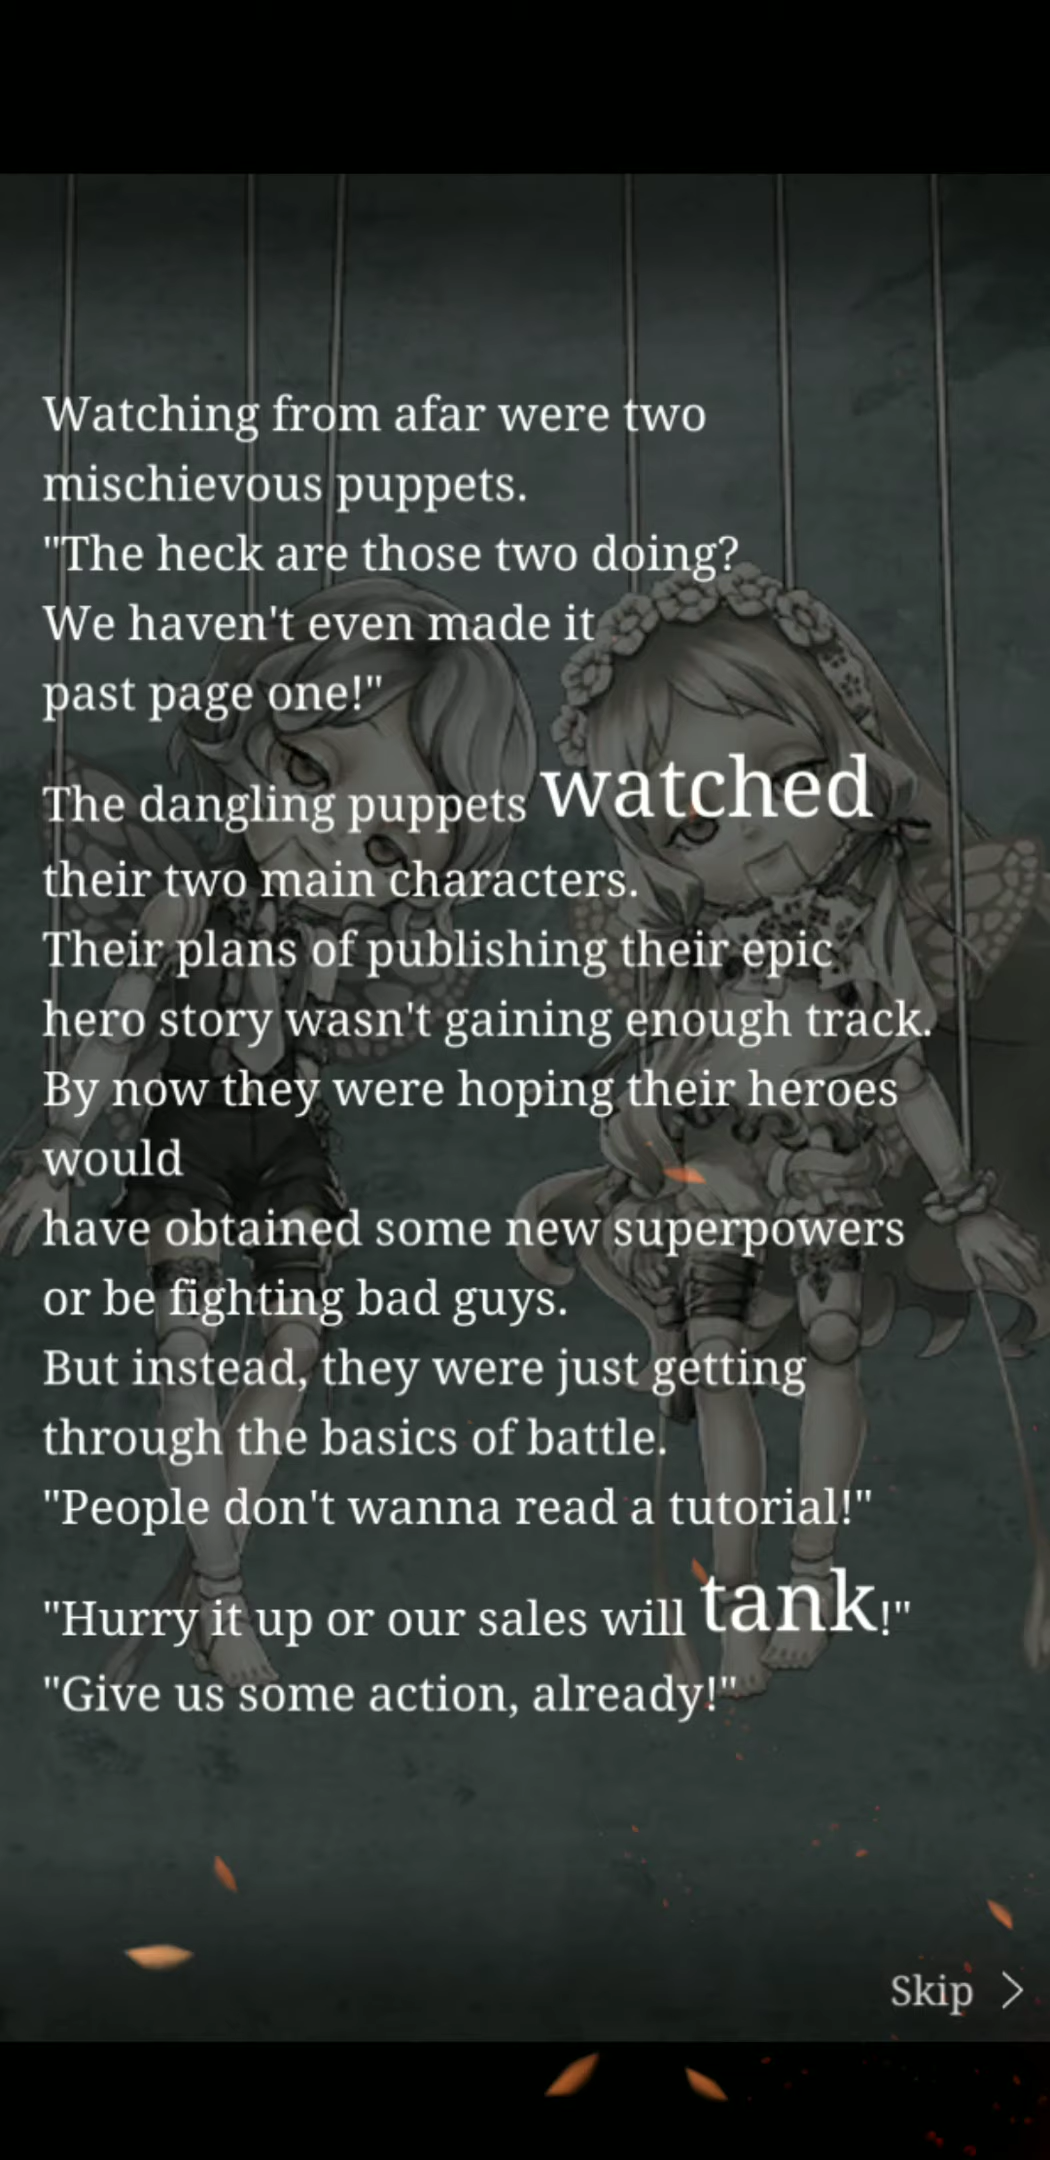 Watching from afar were two
mischievous puppets.
"The heck are those two doing?
We haven't even made it
past page one!"
The dangling puppets watched
their two main characters.
Their plans of publishing their epic
hero story wasn't gaining enough track.
By now they were hoping their heroes
would
have obtained some new superpowers
or be fighting bad guys.
But instead, they were just getting
through the basics of battle.
"People don't wanna read a tutorial!"
"Hurry it up or our sales will tank!"
"Give us some action, already!"
Skip >